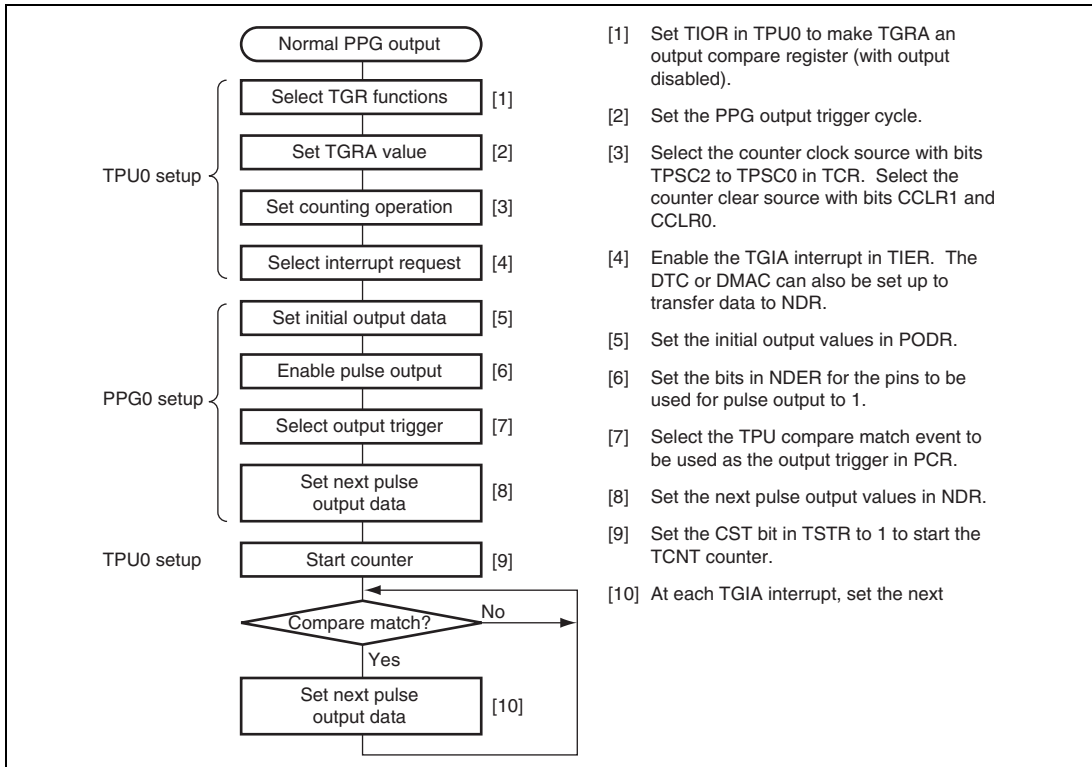 Normal PPG output
Select TGR functions [1]
Set TGRA value [2]
TPU0 setup
Set counting operation [3]
Select interrupt request [4]
Set initial output data [5]
Enable pulse output [6]
PPG0 setup
Select output trigger [7]
Set next pulse
output data
[8]
TPU0 setup
Start counter [9]
Compare match?
No
Yes
Set next pulse
output data
[10]
[1] Set TIOR in TPU0 to make TGRA an
output compare register (with output
disabled).
[2] Set the PPG output trigger cycle.
[3] Select the counter clock source with bits
TPSC2 to TPSC0 in TCR. Select the
counter clear source with bits CCLR1 and
CCLR0.
[4] Enable the TGIA interrupt in TIER. The
DTC or DMAC can also be set up to
transfer data to NDR.
[5] Set the initial output values in PODR.
[6] Set the bits in NDER for the pins to be
used for pulse output to 1.
[7] Select the TPU compare match event to
be used as the output trigger in PCR.
[8] Set the next pulse output values in NDR.
[9] Set the CST bit in TSTR to 1 to start the
TCNT counter.
[10] At each TGIA interrupt, set the next